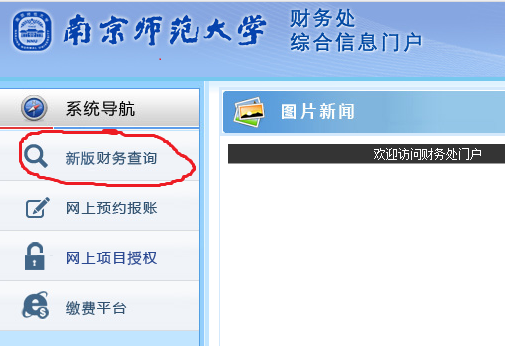 南京师范大学
财务处
综合信息门户
系统导航
图片新闻
新版财务查询
欢迎访问财务处门户
网上预约报账
网上项目授权
缴费平台